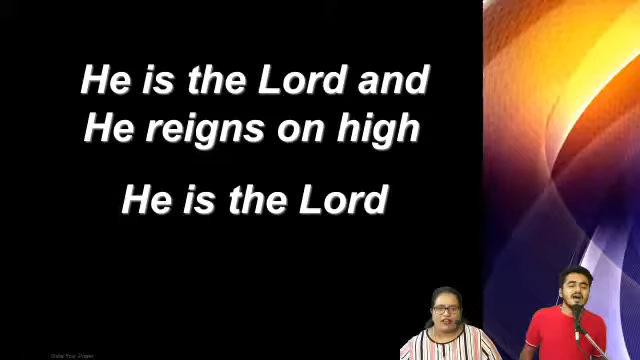 He is the Lord and
He reigns on high
He is the Lord